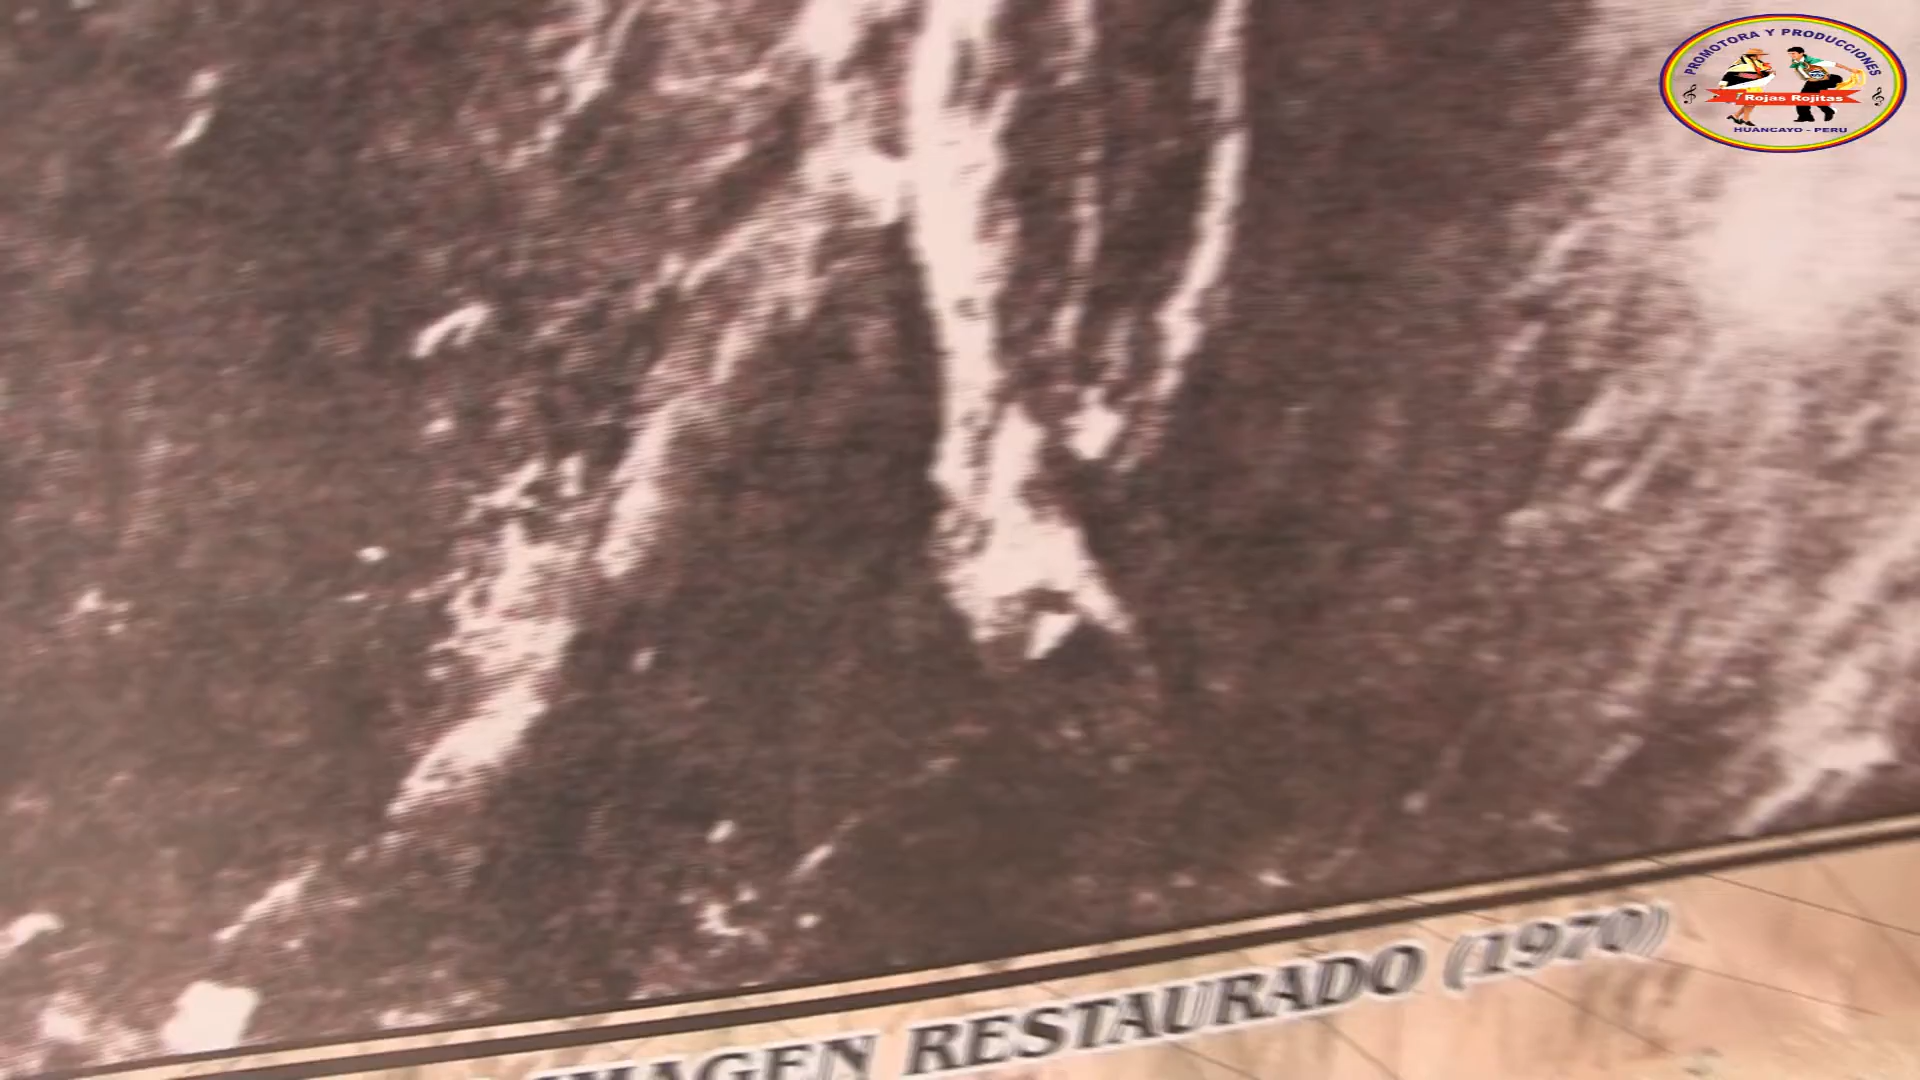 PROMOTORA Y PRODUCCIONES
Rojas Rojitas
HUANCAYO - PERU
IMAGEN RESTAURADO (1970)